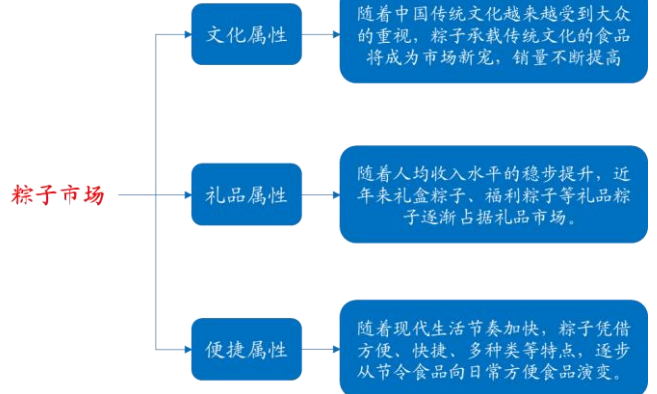 文化属性
随着中国传统文化越来越受到大众
的重视，粽子承载传统文化的食品
将成为市场新宠，销量不断提高
粽子市场
礼品属性
随着人均收入水平的稳步提升，近
年来礼盒粽子、福利粽子等礼品粽
子逐渐占据礼品市场。
便捷属性
随着现代生活节奏加快，粽子凭借
方便、快捷、多种类等特点，逐步
从节令食品向日常方便食品演变。